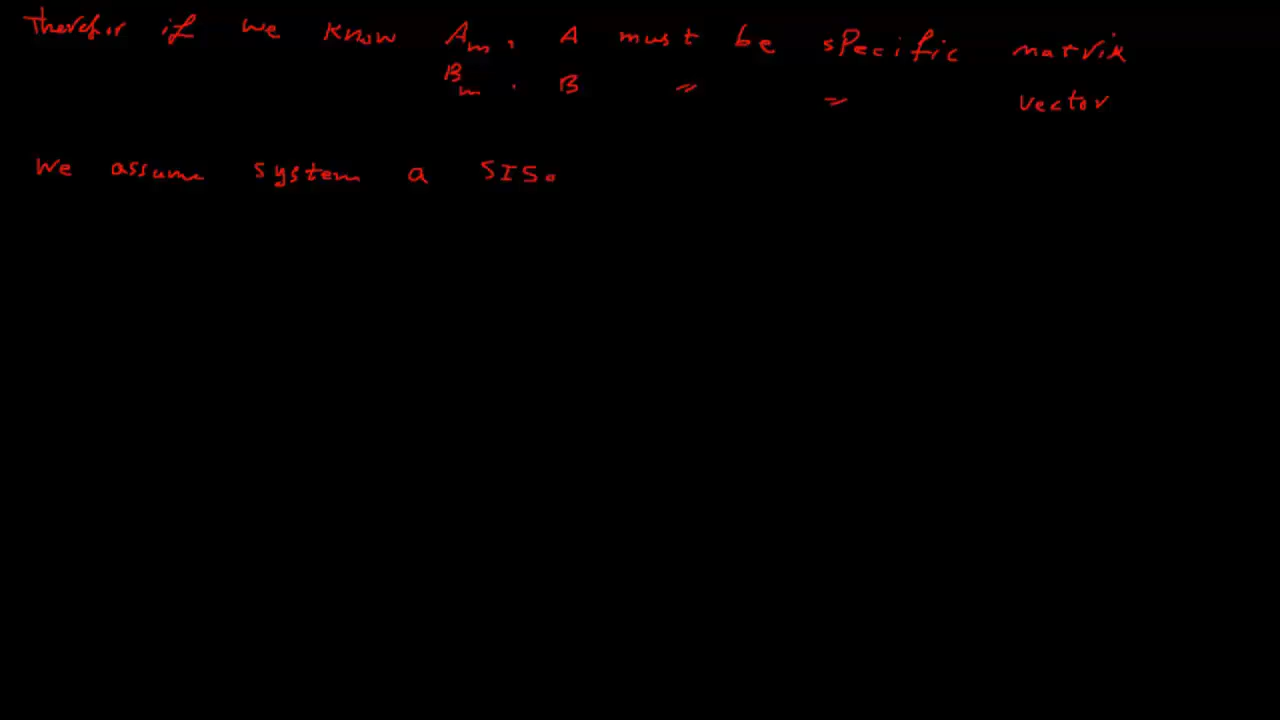 Therefor if we know Am, A must be sPecific matrix
Bm . B 〃 〃 vector
We assume system a SISo